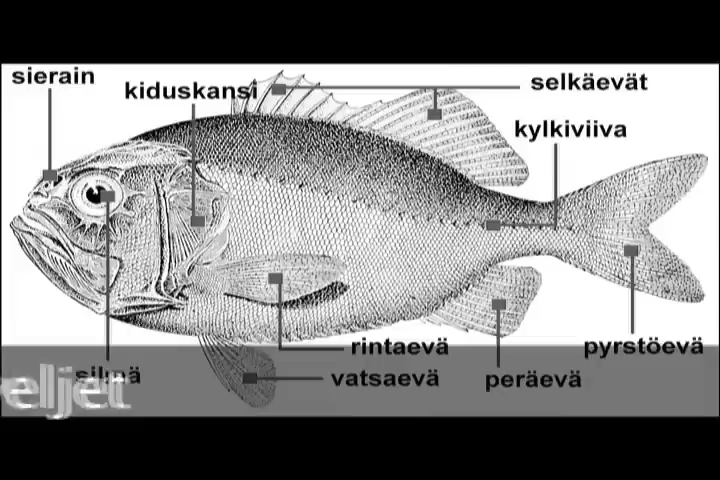 sierain
kiduskansi
selkäevät
kylkiviiva
rintaevä
pyrstöevä
silmä
vatsaevä
peräevä
eljet